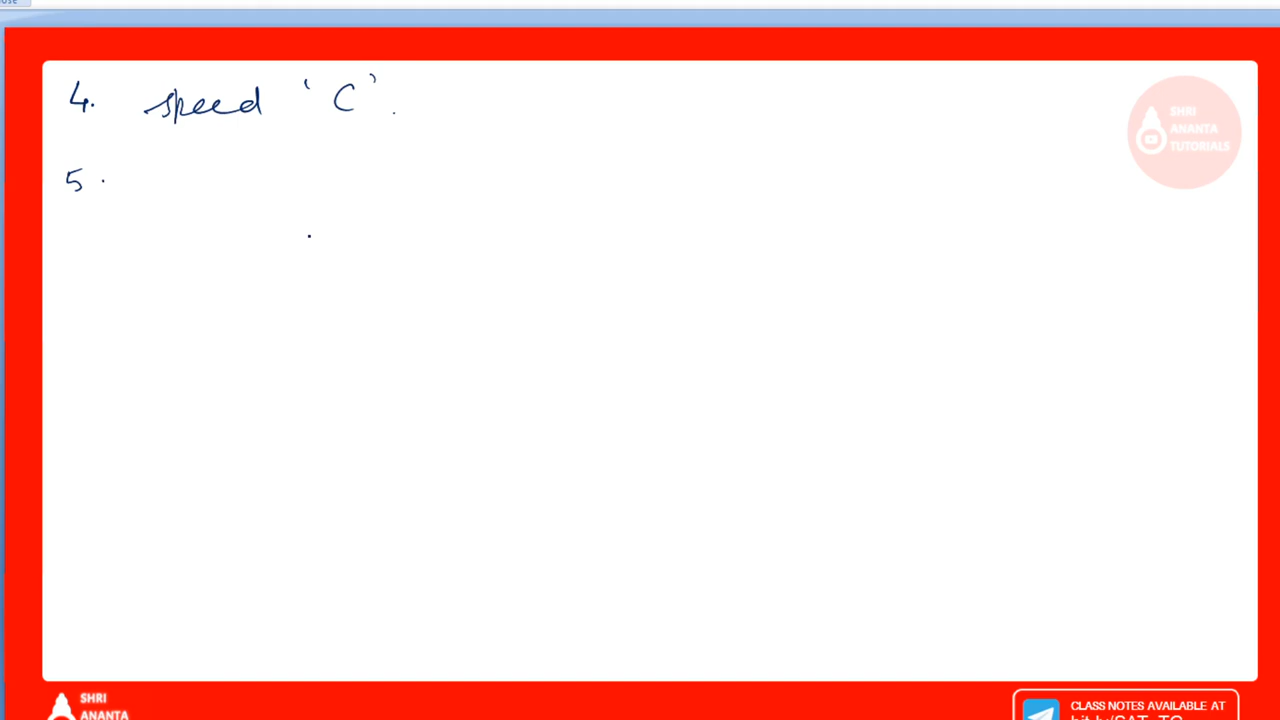 4. speed ‘C’.
5.
SHRI
ANANTA
TUTORIALS
SHRI
ANANTA
CLASS NOTES AVAILABLE AT